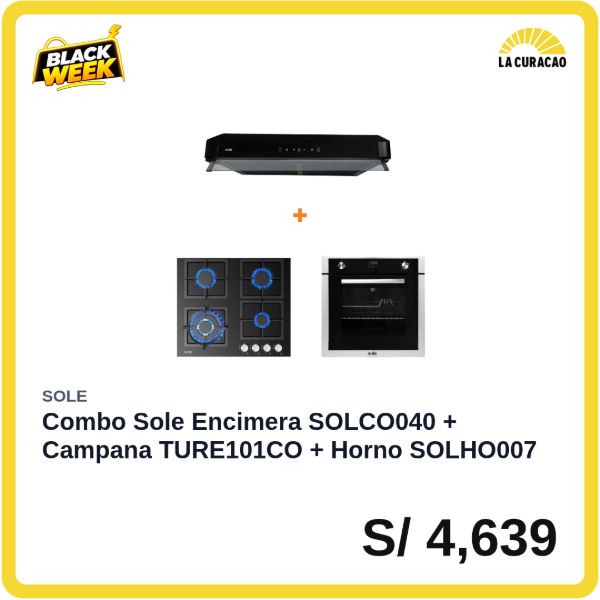 BLACK
WEEK
LA CURACAO
SOLE
Combo Sole Encimera SOLCO040 +
Campana TURE101CO + Horno SOLHO007
S/ 4,639